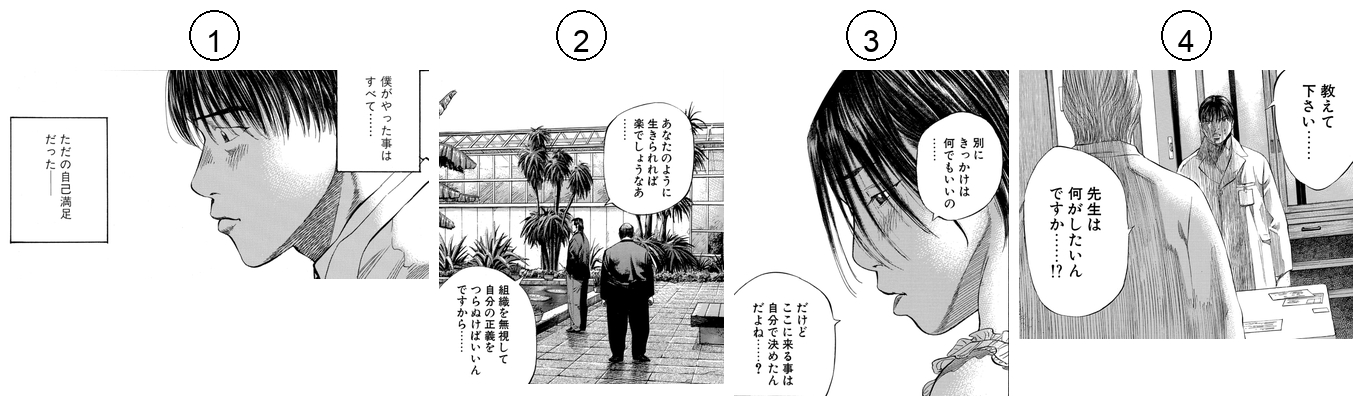 1
僕がやった事は
すべて……
ただの自己満足
だった――
2
あなたのように
生きられれば
楽でしょうなあ
……
組織を無視して
自分の正義を
つらぬけばいいん
ですから……
3
別に
きっかけは
何でもいいの
……
だけど
ここに来る事は
自分で決めたん
だよね……？
4
教えて
下さい……
先生は
何がしたいん
ですか……!?